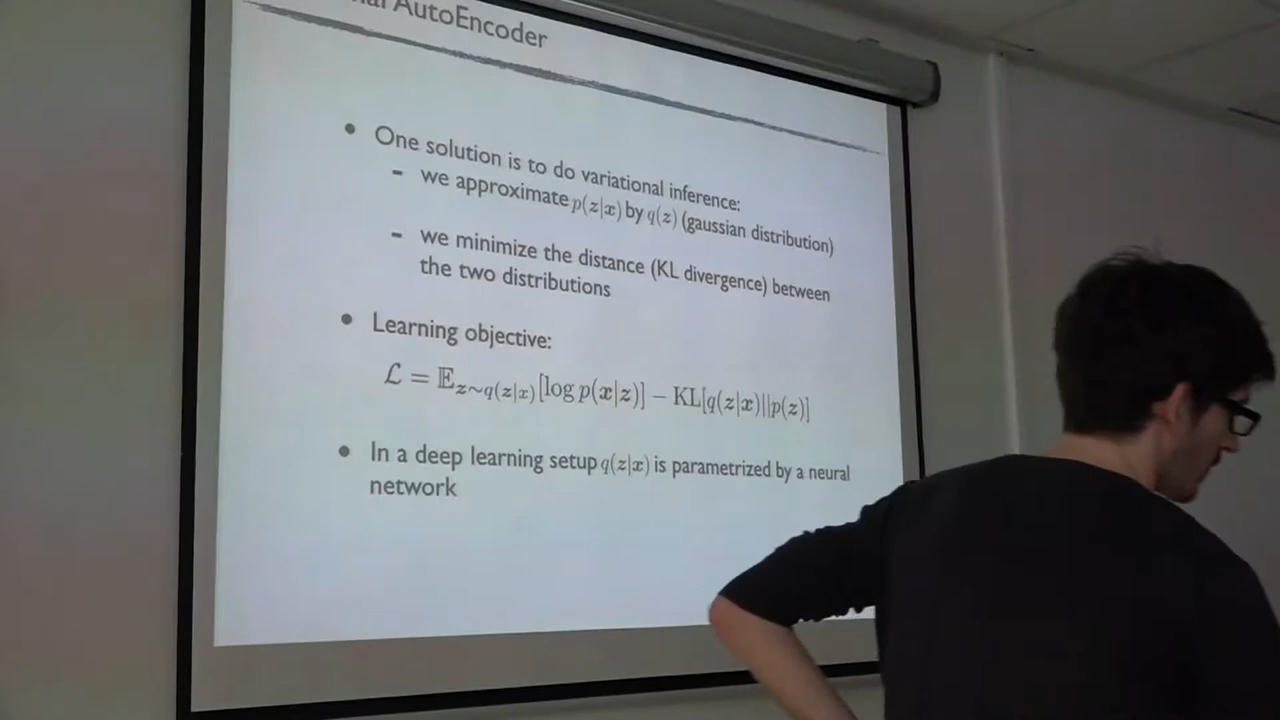 AutoEncoder
• One solution is to do variational inference:
- we approximate p(z|x) by q(z) (gaussian distribution)
- we minimize the distance (KL divergence) between
the two distributions
• Learning objective:
ℒ = 𝔼z∼q(z|x)[log p(x|z)] − KL[q(z|x)||p(z)]
• In a deep learning setup q(z|x) is parametrized by a neural
network